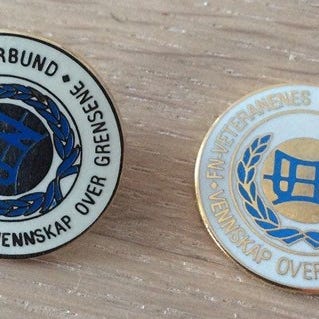 RBUND • 
VENNSKAP OVER GRENSENE
• FN-VETERANENES
VENNSKAP OVER